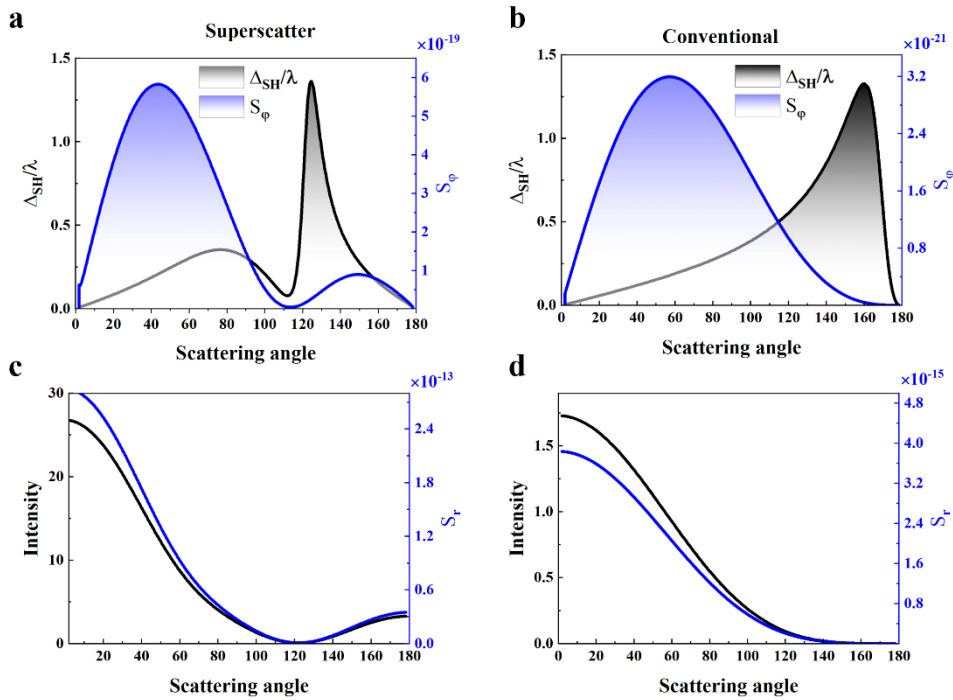 a
Superscatter
×10⁻¹⁹
Δ_SH/λ
S_φ
1.5
1.0
0.5
0.0
Δ_SH/λ
6
5
4
3
2
1
0
S_φ
0 20 40 60 80 100 120 140 160 180
Scattering angle
b
Conventional
×10⁻²¹
Δ_SH/λ
S_φ
1.5
1.0
0.5
0.0
Δ_SH/λ
3.2
2.4
1.6
0.8
0.0
S_φ
0 20 40 60 80 100 120 140 160 180
Scattering angle
c
×10⁻¹³
30
20
10
0
Intensity
2.4
1.8
1.3
0.6
0.0
S_r
20 40 60 80 100 120 140 160 180
Scattering angle
d
×10⁻¹⁵
1.5
1.0
0.5
0.0
Intensity
4.8
4.0
3.2
2.4
1.6
0.8
S_r
0 20 40 60 80 100 120 140 160 180
Scattering angle